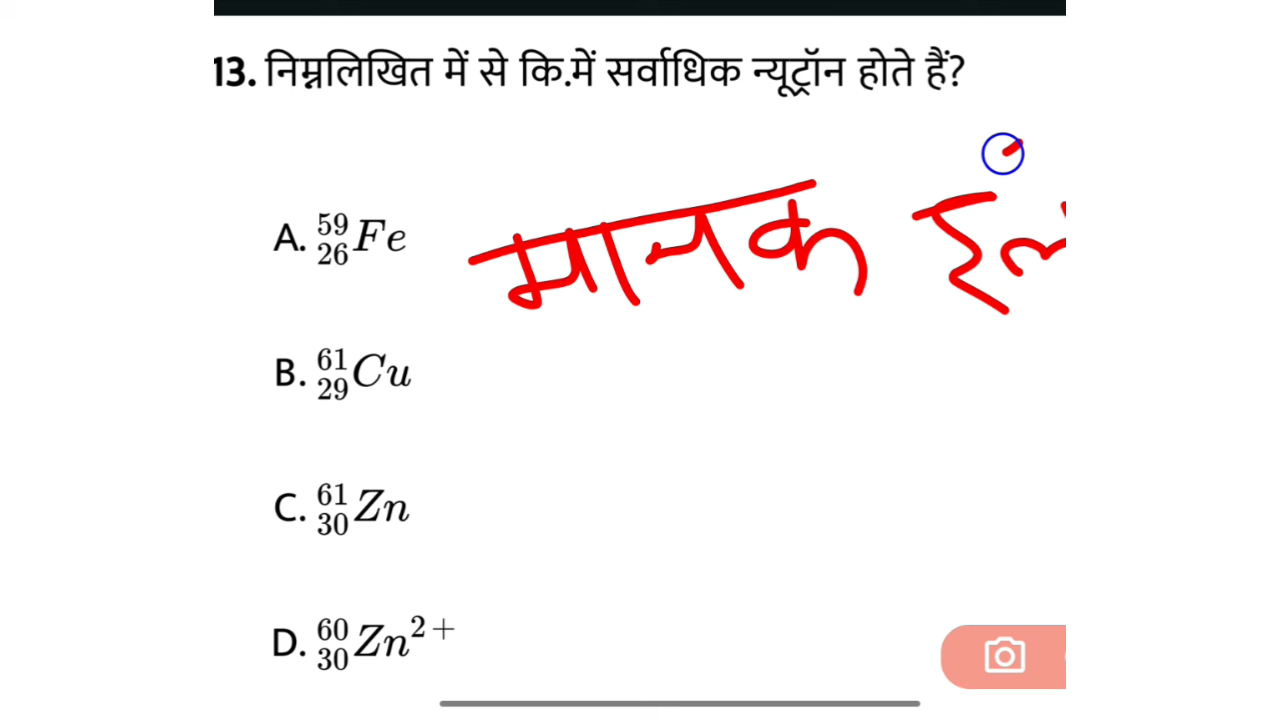 13. निम्नलिखित में से कि.में सर्वाधिक न्यूट्रॉन होते हैं?
मानक
A. ⁵⁹₂₆Fe
B. ⁶¹₂₉Cu
C. ⁶¹₃₀Zn
D. ⁶⁰₃₀Zn²⁺